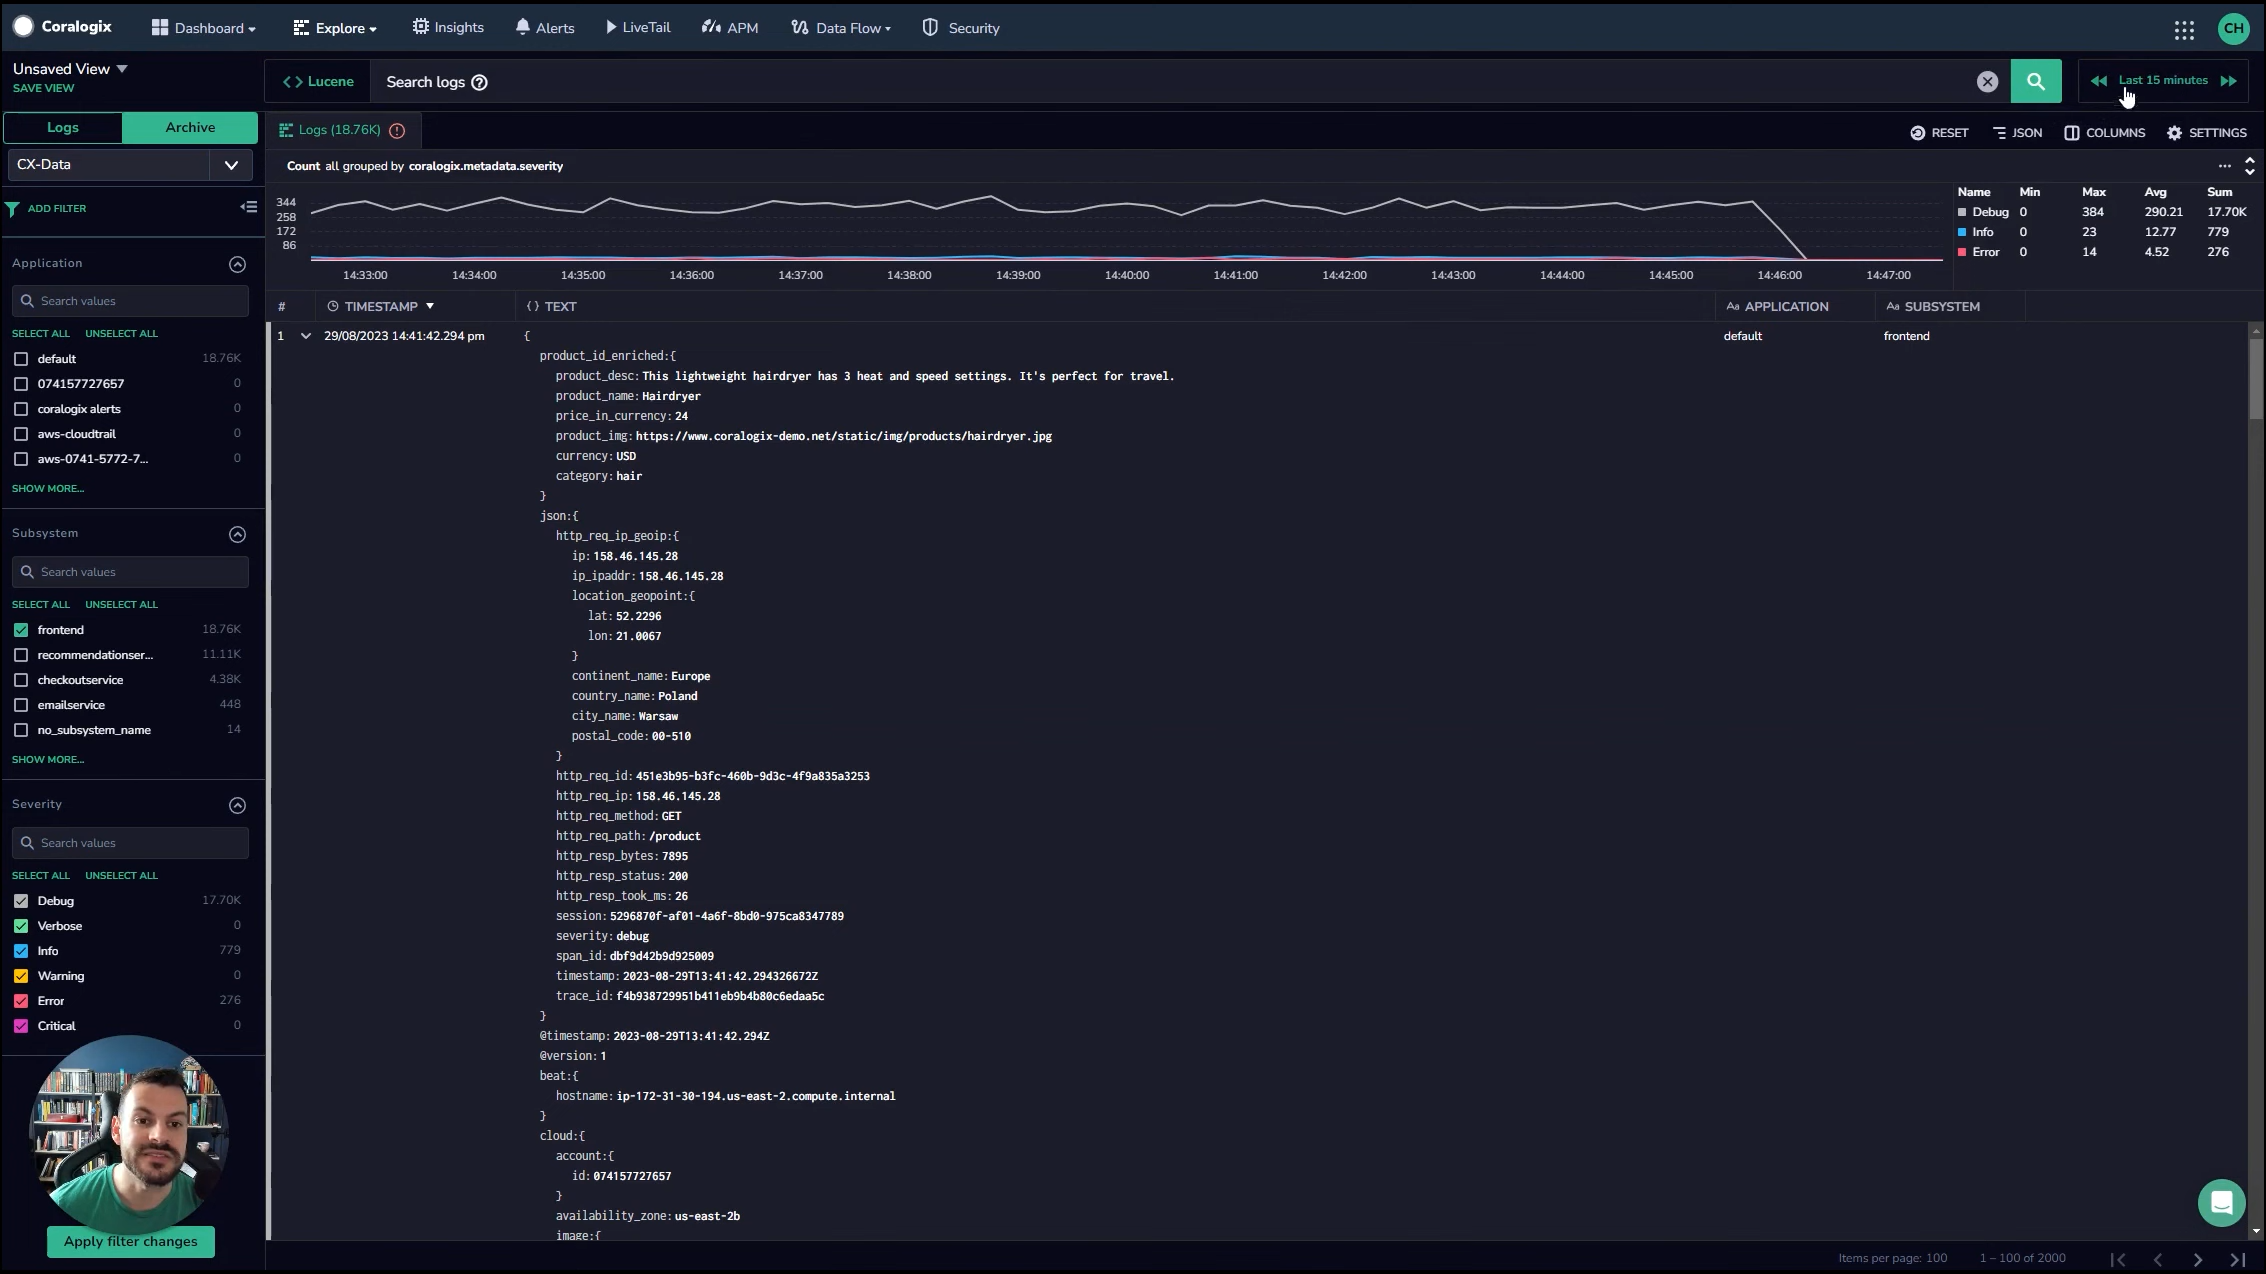 Coralogix Dashboard Explore Insights Alerts LiveTail APM Data Flow Security CH
Unsaved View
SAVE VIEW
Lucene Search logs Last 15 minutes
Logs Archive
Logs (18.76K) RESET JSON COLUMNS SETTINGS
CX-Data
Count all grouped by coralogix.metadata.severity
ADD FILTER
344
258
172
86
14:33:00 14:34:00 14:35:00 14:36:00 14:37:00 14:38:00 14:39:00 14:40:00 14:41:00 14:42:00 14:43:00 14:44:00 14:45:00 14:46:00 14:47:00
Name Min Max Avg Sum
Debug 0 384 290.21 17.70K
Info 0 23 12.77 779
Error 0 14 4.52 276
Application
Search values
SELECT ALL UNSELECT ALL
default 18.76K
074157727657 0
coralogix alerts 0
aws-cloudtrail 0
aws-0741-5772-7... 0
SHOW MORE...
Subsystem
Search values
SELECT ALL UNSELECT ALL
frontend 18.76K
recommendationser... 11.11K
checkoutservice 4.38K
emailservice 448
no_subsystem_name 14
SHOW MORE...
Severity
Search values
SELECT ALL UNSELECT ALL
Debug 17.70K
Verbose 0
Info 779
Warning 0
Error 276
Critical 0
Apply filter changes
# TIMESTAMP {} TEXT Aa APPLICATION Aa SUBSYSTEM
1 29/08/2023 14:41:42.294 pm { default frontend
product_id_enriched:{
product_desc: This lightweight hairdryer has 3 heat and speed settings. It's perfect for travel.
product_name: Hairdryer
price_in_currency: 24
product_img: https://www.coralogix-demo.net/static/img/products/hairdryer.jpg
currency: USD
category: hair
}
json:{
http_req_ip_geoip:{
ip: 158.46.145.28
ip_ipaddr: 158.46.145.28
location_geopoint:{
lat: 52.2296
lon: 21.0067
}
continent_name: Europe
country_name: Poland
city_name: Warsaw
postal_code: 00-510
}
http_req_id: 451e3b95-b3fc-460b-9d3c-4f9a835a3253
http_req_ip: 158.46.145.28
http_req_method: GET
http_req_path: /product
http_resp_bytes: 7895
http_resp_status: 200
http_resp_took_ms: 26
session: 5296870f-af01-4a6f-8bd0-975ca8347789
severity: debug
span_id: dbf9d42b9d925009
timestamp: 2023-08-29T13:41:42.294326672Z
trace_id: f4b938729951b411eb9b4b80c6edaa5c
}
@timestamp: 2023-08-29T13:41:42.294Z
@version: 1
beat:{
hostname: ip-172-31-30-194.us-east-2.compute.internal
}
cloud:{
account:{
id: 074157727657
}
availability_zone: us-east-2b
image:{
Items per page: 100 1 – 100 of 2000